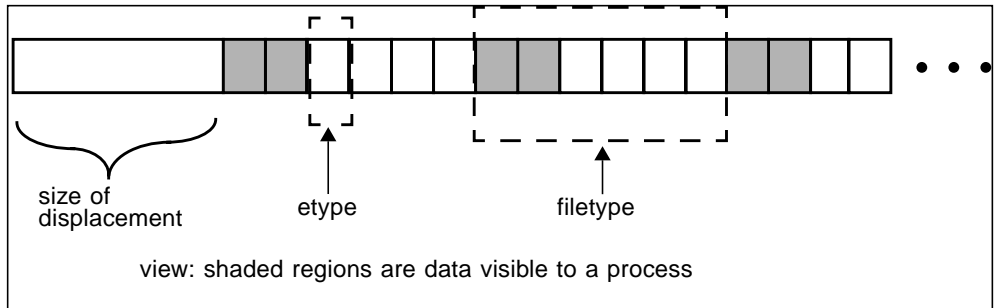 size of
displacement
etype
filetype
view: shaded regions are data visible to a process